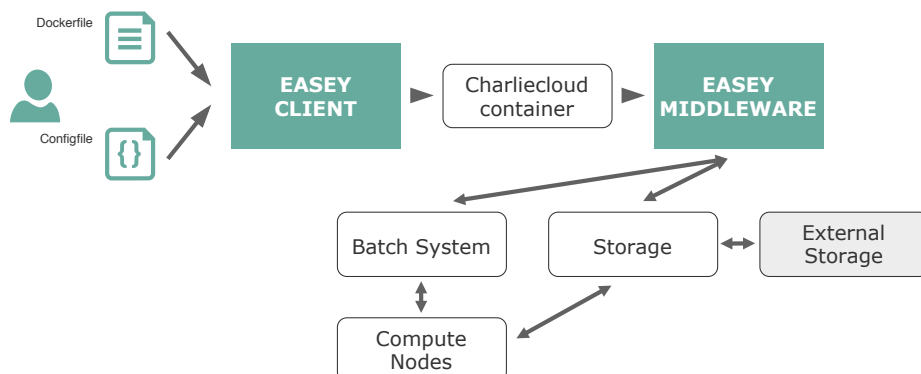 Dockerfile
Configfile
{}
EASEY
CLIENT
Charliecloud
container
EASEY
MIDDLEWARE
Batch System
Storage
External
Storage
Compute
Nodes